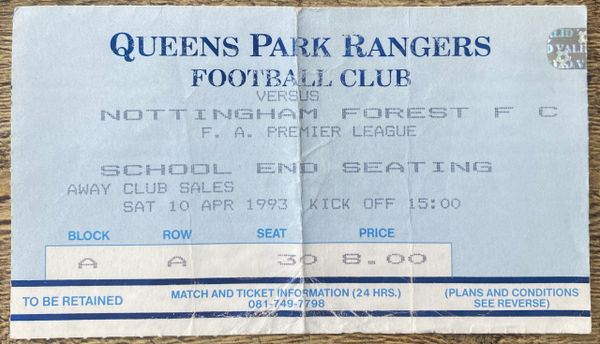 QUEENS PARK RANGERS
FOOTBALL CLUB
VERSUS
NOTTINGHAM FOREST F C
F. A. PREMIER LEAGUE
SCHOOL END SEATING
AWAY CLUB SALES
SAT 10 APR 1993 KICK OFF 15:00
BLOCK ROW SEAT PRICE
A A 30 8.00
TO BE RETAINED
MATCH AND TICKET INFORMATION (24 HRS.)
081-749-7798
(PLANS AND CONDITIONS
SEE REVERSE)
VALID